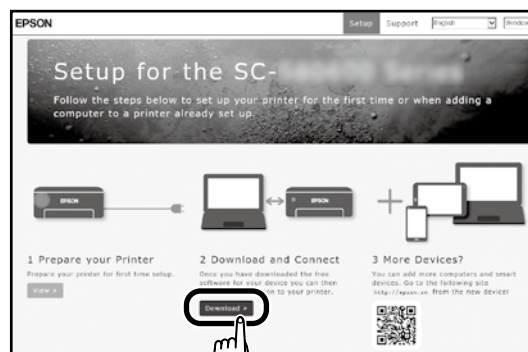 EPSON
Setup Support English Window
Setup for the SC-
Follow the steps below to set up your printer for the first time or when adding a
computer to a printer already set up.
EPSON
EPSON
1 Prepare your Printer
Prepare your printer for first time setup.
View >
2 Download and Connect
Once you have downloaded the free
software for your device you can then
on to your printer.
Download >
3 More Devices?
You can add more computers and smart
devices. Go to the following site
http://epson.sn from the new device!